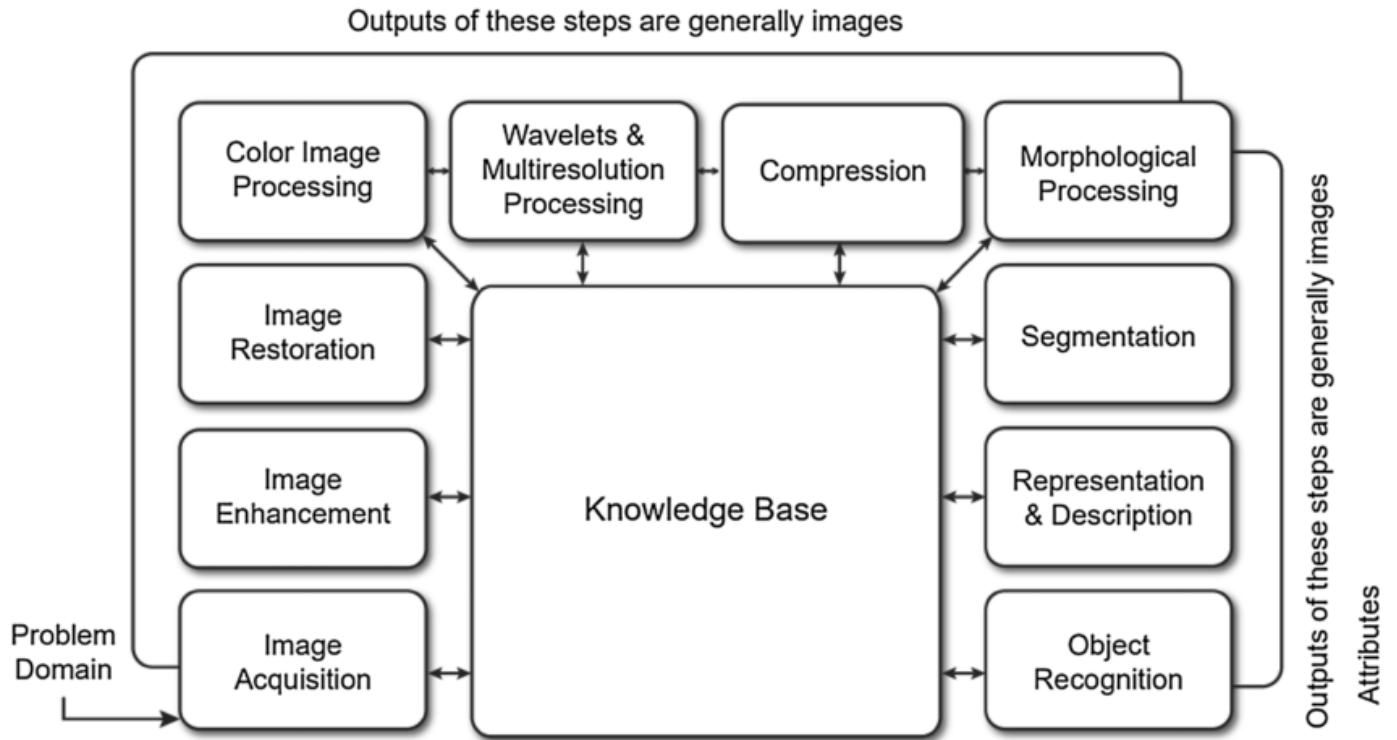 Outputs of these steps are generally images
Color Image
Processing
Wavelets &
Multiresolution
Processing
Compression
Morphological
Processing
Image
Restoration
Segmentation
Image
Enhancement
Knowledge Base
Representation
& Description
Problem
Domain
Image
Acquisition
Object
Recognition
Outputs of these steps are generally images
Attributes